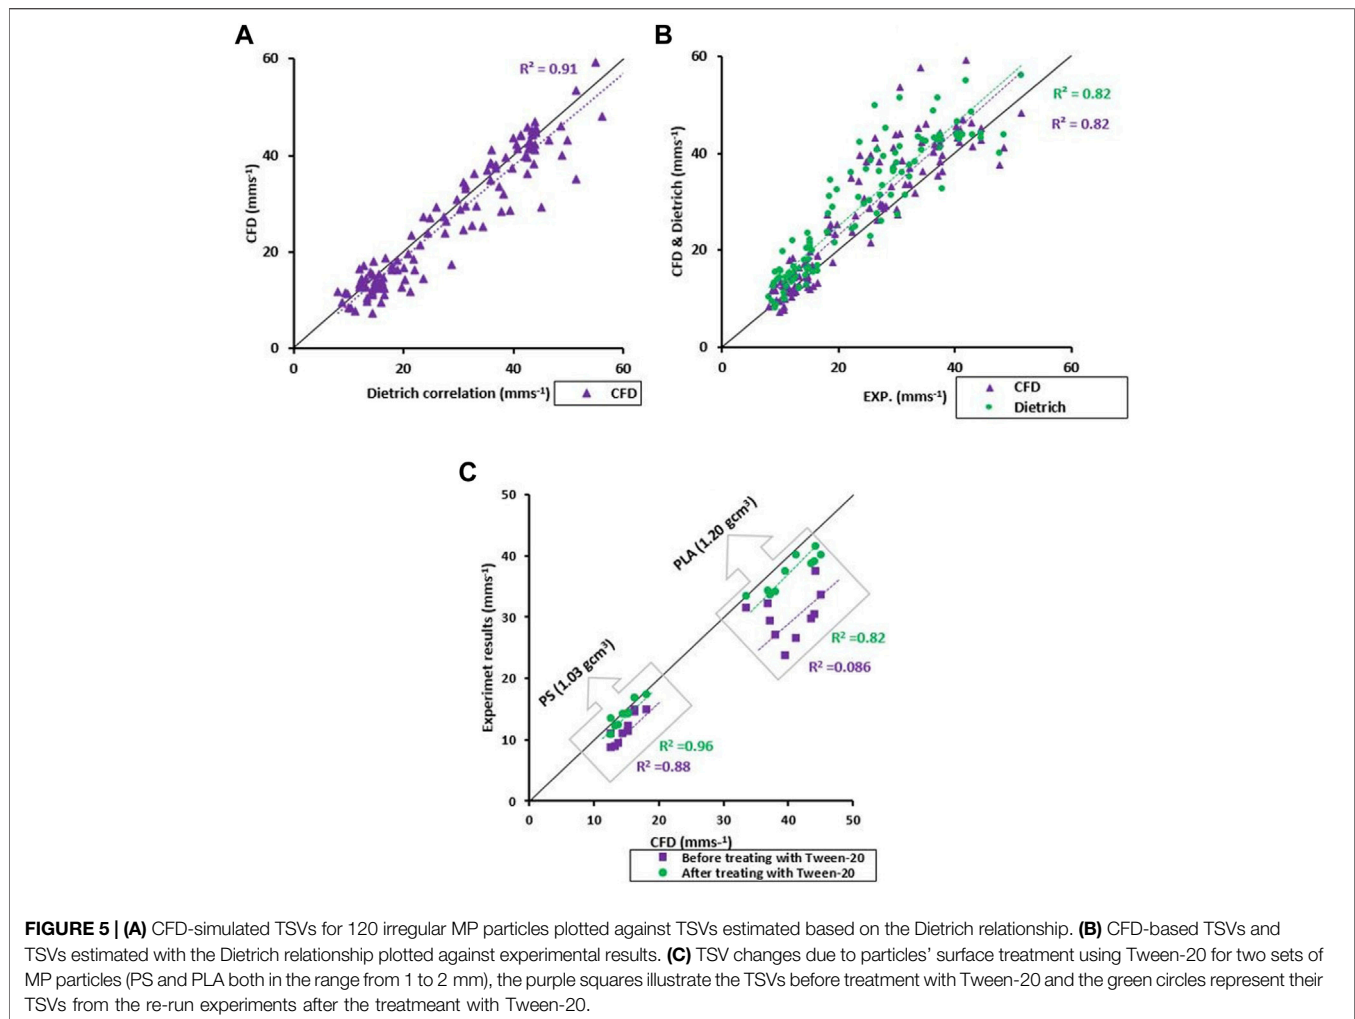 A
60
40
20
0
0
20
40
60
CFD (mms⁻¹)
R² = 0.91
Dietrich correlation (mms⁻¹)
CFD
B
60
40
20
0
0
20
40
60
CFD & Dietrich (mms⁻¹)
R² = 0.82
R² = 0.82
EXP. (mms⁻¹)
CFD
Dietrich
C
50
40
30
20
10
0
0
10
20
30
40
50
Experimet results (mms⁻¹)
PLA (1.20 gcm³)
PS (1.03 gcm³)
R² =0.82
R² =0.086
R² =0.96
R² =0.88
CFD (mms-¹)
Before treating with Tween-20
After treating with Tween-20
FIGURE 5 | (A) CFD-simulated TSVs for 120 irregular MP particles plotted against TSVs estimated based on the Dietrich relationship. (B) CFD-based TSVs and
TSVs estimated with the Dietrich relationship plotted against experimental results. (C) TSV changes due to particles' surface treatment using Tween-20 for two sets of
MP particles (PS and PLA both in the range from 1 to 2 mm), the purple squares illustrate the TSVs before treatment with Tween-20 and the green circles represent their
TSVs from the re-run experiments after the treatmeant with Tween-20.